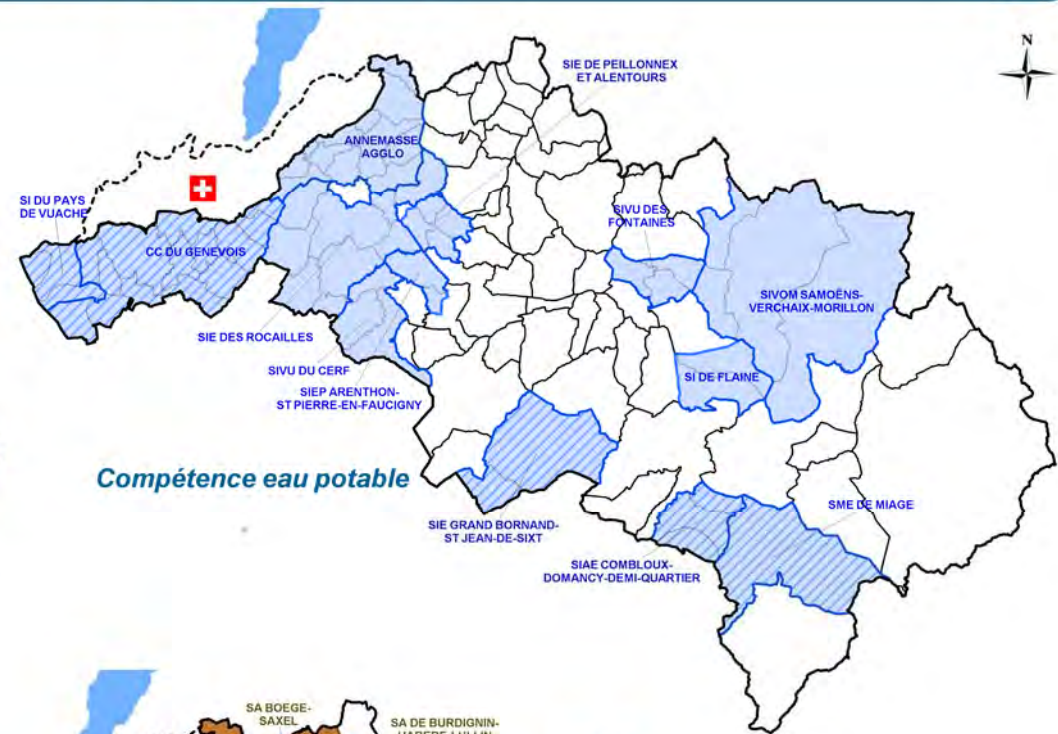 N
SIE DE PEILLONNEX
ET ALENTOURS
ANNEMASSE
AGGLO
SI DU PAYS
DE VUACHE
SIVU DES
FONTAINES
CC DU GENEVOIS
SIVOM SAMOËNS-
VERCHAIX-MORILLON
SIE DES ROCAILLES
SIVU DU CERF
SI DE FLAINE
SIEP ARENTHON-
ST PIERRE-EN-FAUCIGNY
Compétence eau potable
SME DE MIAGE
SIE GRAND BORNAND-
ST JEAN-DE-SIXT
SIAE COMBLOUX-
DOMANCY-DEMI-QUARTIER
SA BOEGE-
SAXEL
SA DE BURDIGNIN-